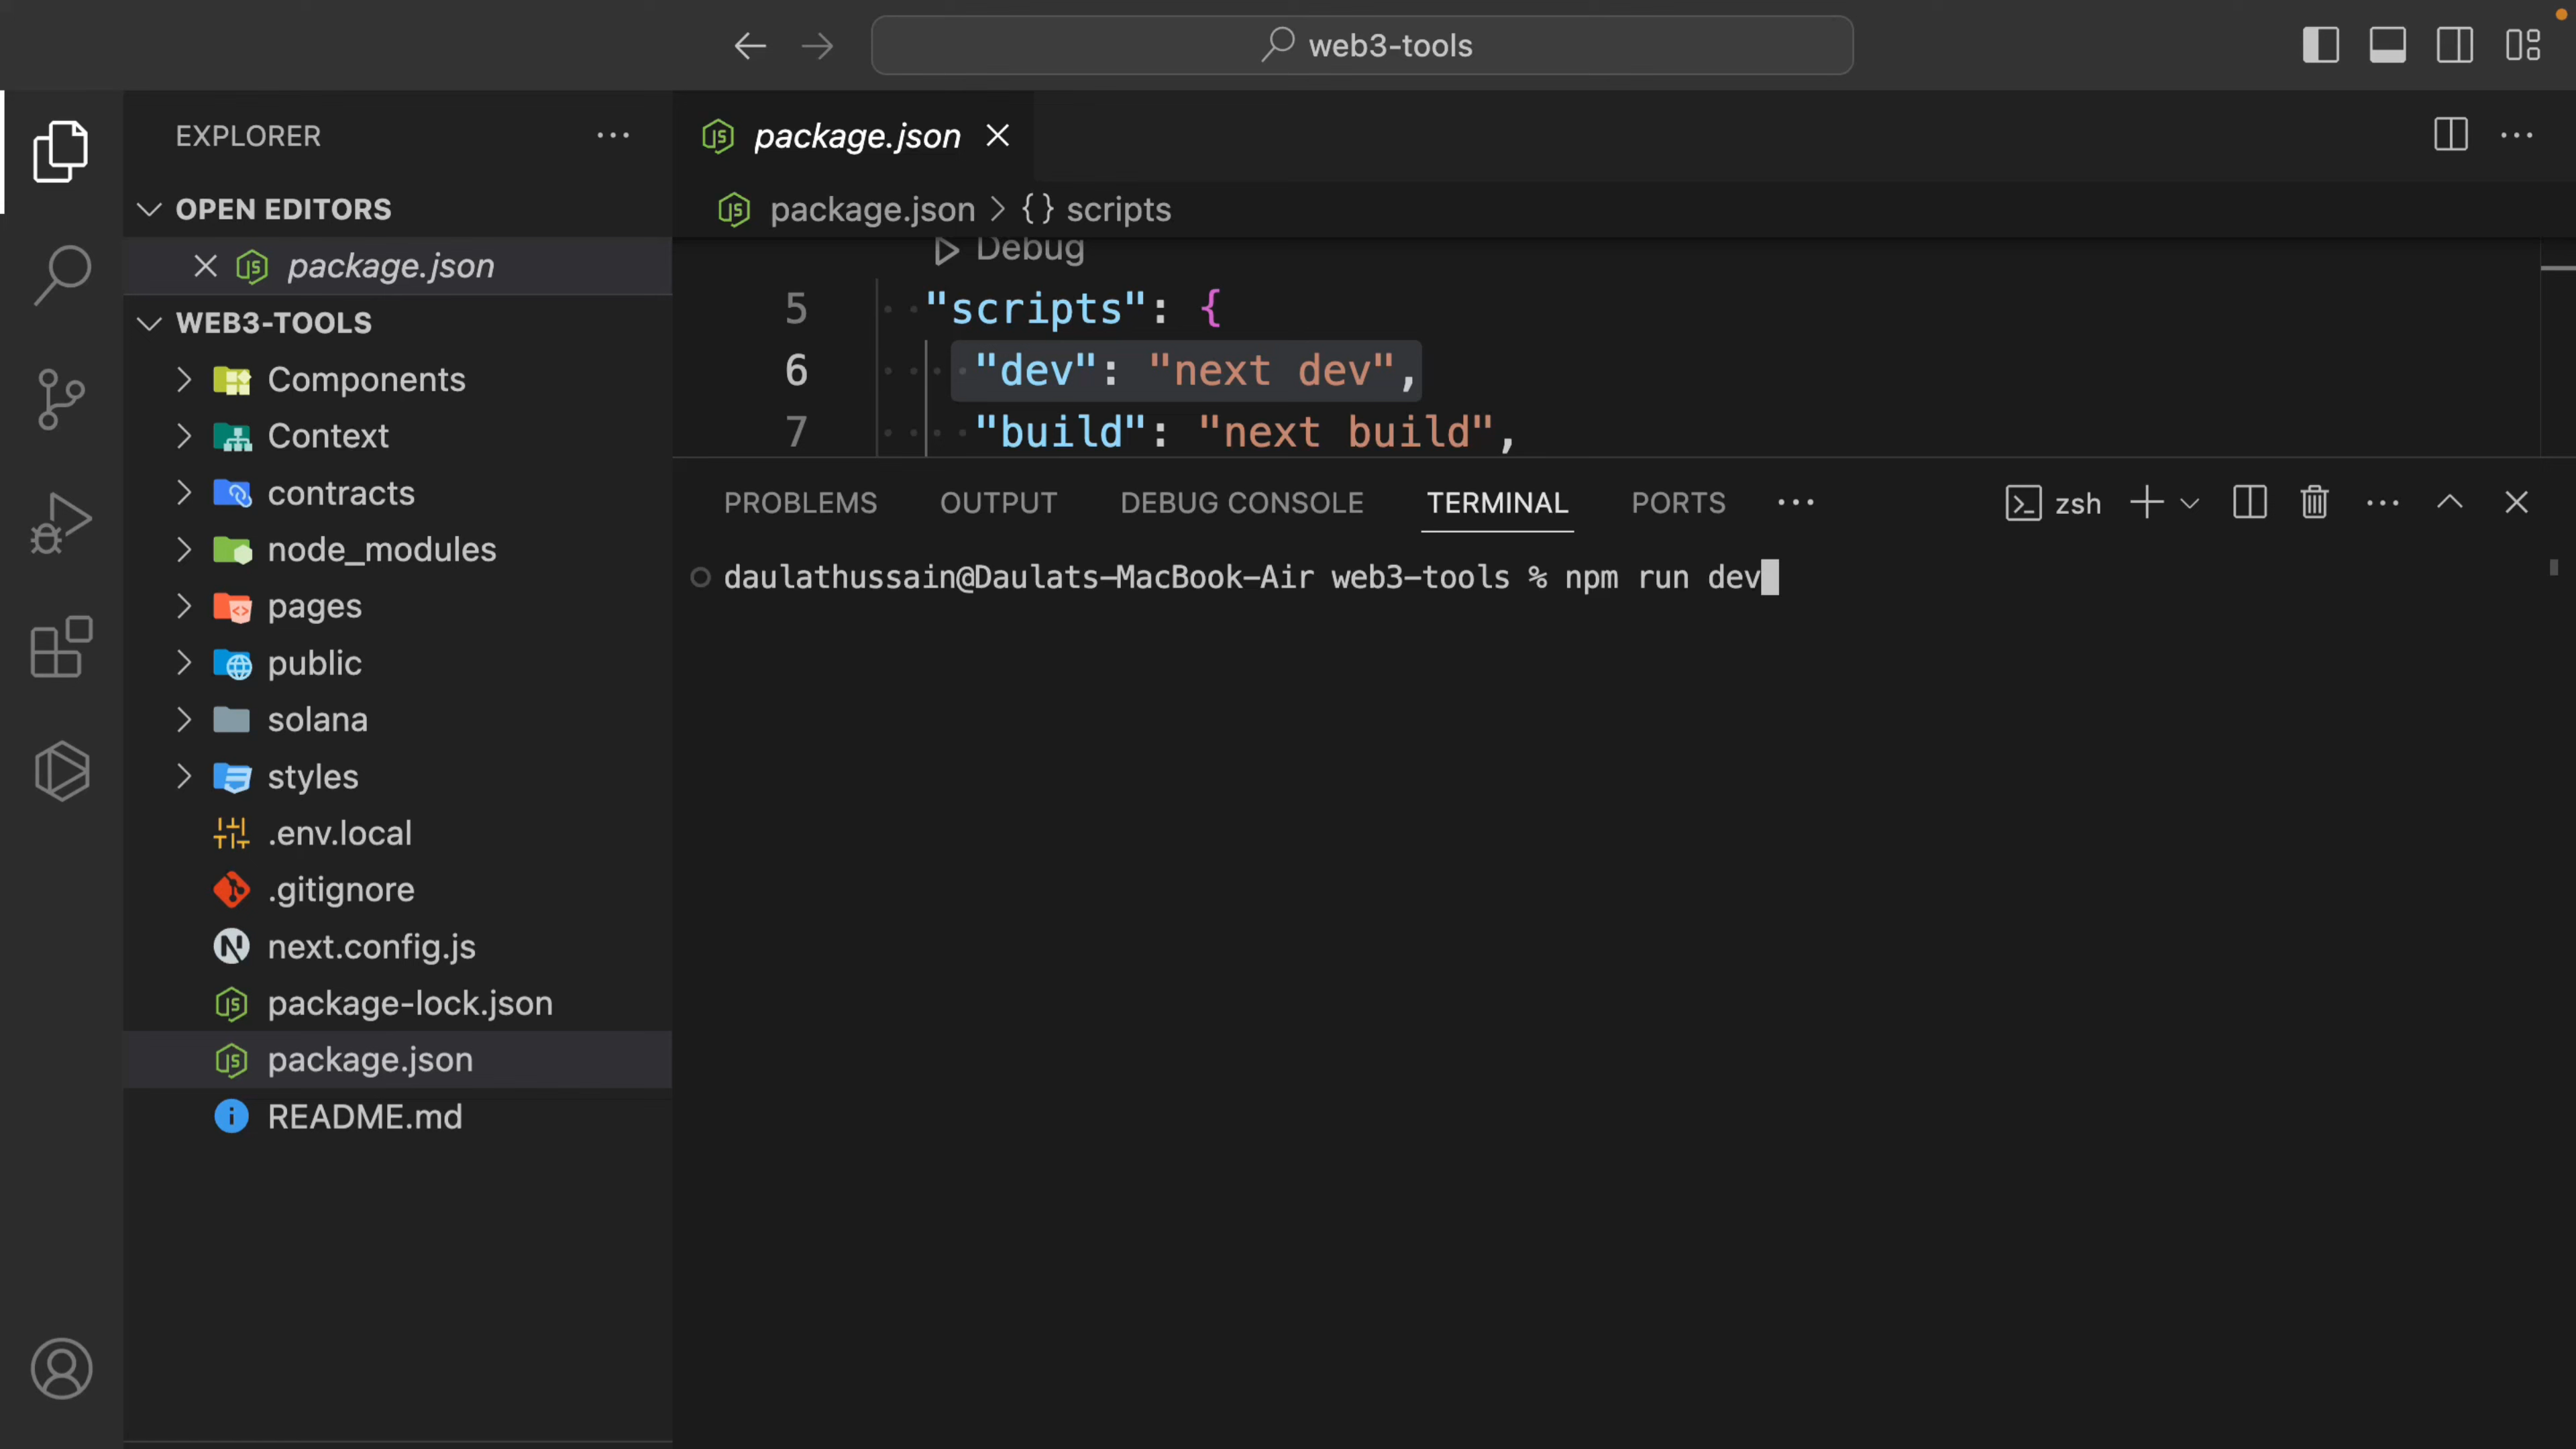 web3-tools
EXPLORER
package.json
OPEN EDITORS
package.json > {} scripts
package.json
Debug
WEB3-TOOLS
5 "scripts": {
Components
6 "dev": "next dev",
Context
7 "build": "next build",
contracts
PROBLEMS OUTPUT DEBUG CONSOLE TERMINAL PORTS ... zsh
node_modules
daulathussain@Daulats-MacBook-Air web3-tools % npm run dev
pages
public
solana
styles
.env.local
.gitignore
next.config.js
package-lock.json
package.json
README.md